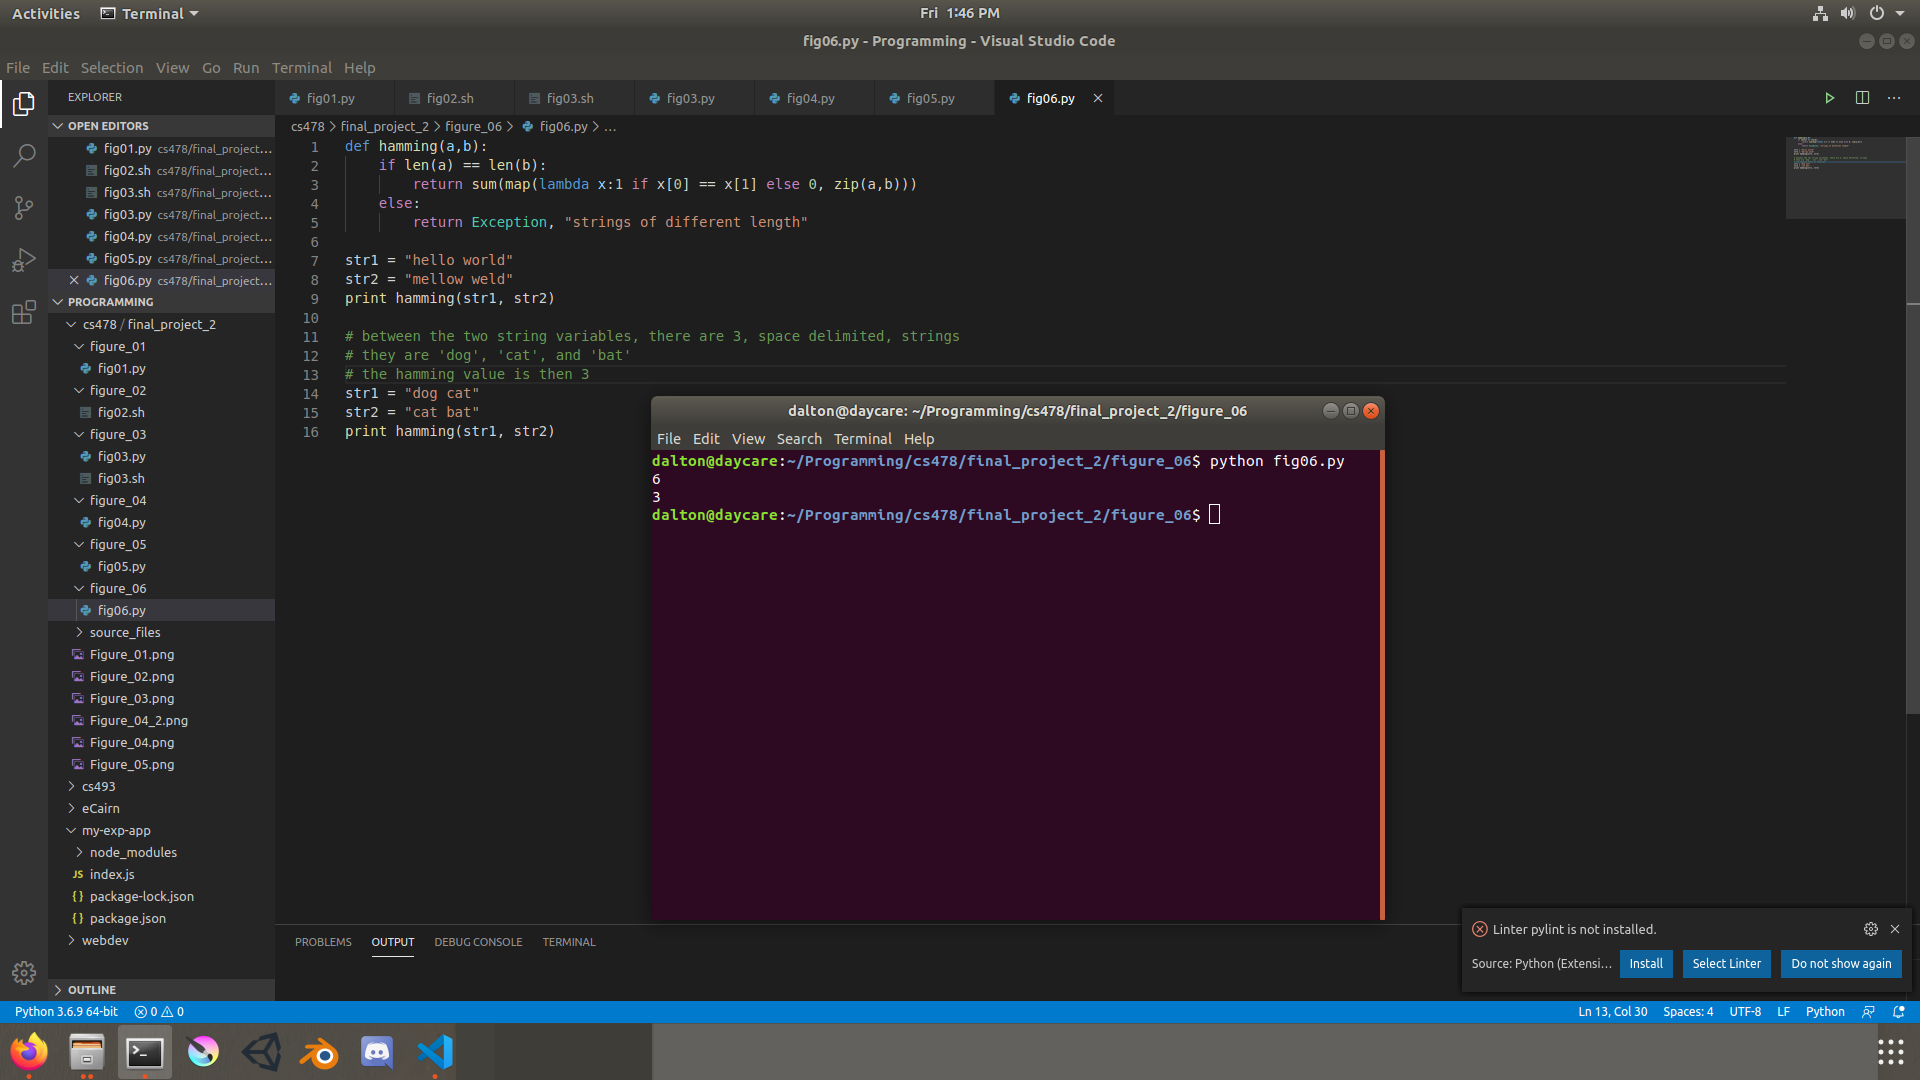 Activities Terminal Fri 1:46 PM
fig06.py - Programming - Visual Studio Code
File Edit Selection View Go Run Terminal Help
EXPLORER
OPEN EDITORS
fig01.py cs478/final_project...
fig02.sh cs478/final_project...
fig03.sh cs478/final_project...
fig03.py cs478/final_project...
fig04.py cs478/final_project...
fig05.py cs478/final_project...
fig06.py cs478/final_project...
PROGRAMMING
cs478 / final_project_2
figure_01
fig01.py
figure_02
fig02.sh
figure_03
fig03.py
fig03.sh
figure_04
fig04.py
figure_05
fig05.py
figure_06
fig06.py
source_files
Figure_01.png
Figure_02.png
Figure_03.png
Figure_04_2.png
Figure_04.png
Figure_05.png
cs493
eCairn
my-exp-app
node_modules
JS index.js
{} package-lock.json
{} package.json
webdev
OUTLINE
fig01.py fig02.sh fig03.sh fig03.py fig04.py fig05.py fig06.py
cs478 > final_project_2 > figure_06 > fig06.py > ...
1 def hamming(a,b):
2 if len(a) == len(b):
3 return sum(map(lambda x:1 if x[0] == x[1] else 0, zip(a,b)))
4 else:
5 return Exception, "strings of different length"
6
7 str1 = "hello world"
8 str2 = "mellow weld"
9 print hamming(str1, str2)
10
11 # between the two string variables, there are 3, space delimited, strings
12 # they are 'dog', 'cat', and 'bat'
13 # the hamming value is then 3
14 str1 = "dog cat"
15 str2 = "cat bat"
16 print hamming(str1, str2)
dalton@daycare: ~/Programming/cs478/final_project_2/figure_06
File Edit View Search Terminal Help
dalton@daycare:~/Programming/cs478/final_project_2/figure_06$ python fig06.py
6
3
dalton@daycare:~/Programming/cs478/final_project_2/figure_06$
PROBLEMS OUTPUT DEBUG CONSOLE TERMINAL
Linter pylint is not installed.
Source: Python (Extensi... Install Select Linter Do not show again
Python 3.6.9 64-bit 0 0 Ln 13, Col 30 Spaces: 4 UTF-8 LF Python